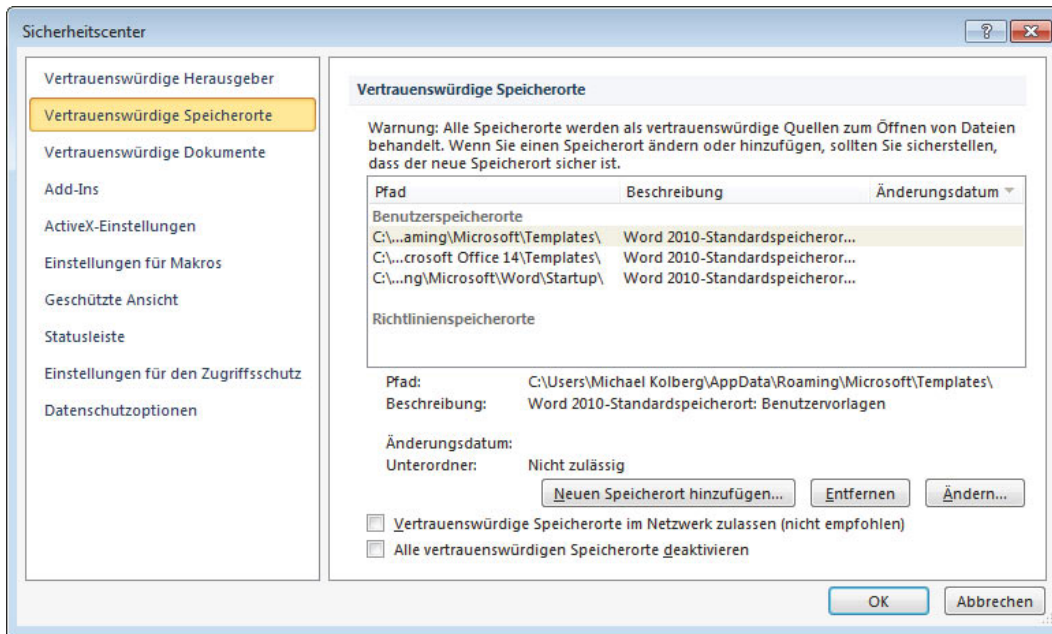 Sicherheitscenter
Vertrauenswürdige Herausgeber
Vertrauenswürdige Speicherorte
Vertrauenswürdige Dokumente
Add-Ins
ActiveX-Einstellungen
Einstellungen für Makros
Geschützte Ansicht
Statusleiste
Einstellungen für den Zugriffsschutz
Datenschutzoptionen
Vertrauenswürdige Speicherorte
Warnung: Alle Speicherorte werden als vertrauenswürdige Quellen zum Öffnen von Dateien
behandelt. Wenn Sie einen Speicherort ändern oder hinzufügen, sollten Sie sicherstellen,
dass der neue Speicherort sicher ist.
Pfad Beschreibung Änderungsdatum
Benutzerspeicherorte
C:\...aming\Microsoft\Templates\ Word 2010-Standardspeicheror...
C:\...crosoft Office 14\Templates\ Word 2010-Standardspeicheror...
C:\...ng\Microsoft\Word\Startup\ Word 2010-Standardspeicheror...
Richtlinienspeicherorte
Pfad: C:\Users\Michael Kolberg\AppData\Roaming\Microsoft\Templates\
Beschreibung: Word 2010-Standardspeicherort: Benutzervorlagen
Änderungsdatum:
Unterordner: Nicht zulässig
Neuen Speicherort hinzufügen... Entfernen Ändern...
Vertrauenswürdige Speicherorte im Netzwerk zulassen (nicht empfohlen)
Alle vertrauenswürdigen Speicherorte deaktivieren
OK Abbrechen